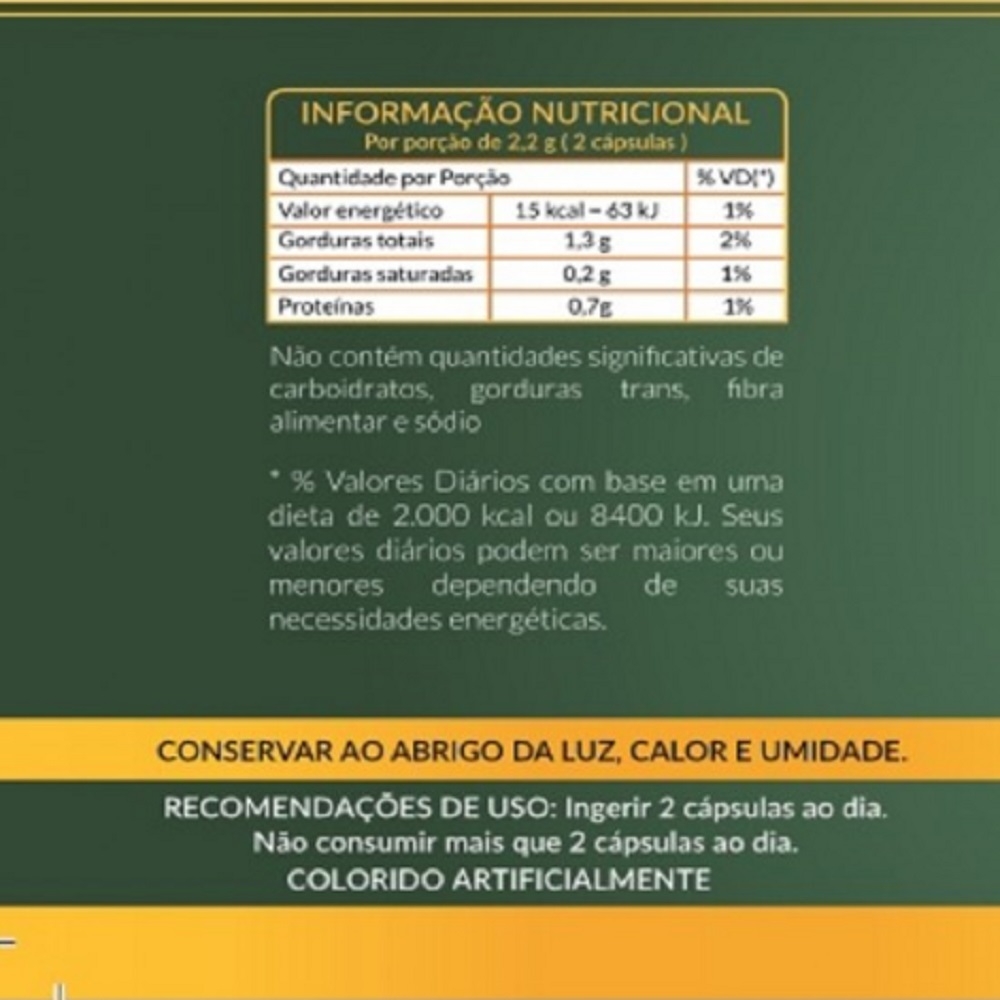 INFORMAÇÃO NUTRICIONAL
Por porção de 2,2 g ( 2 cápsulas )
Quantidade por Porção % VD(*)
Valor energético 15 kcal – 63 kJ 1%
Gorduras totais 1,3 g 2%
Gorduras saturadas 0,2 g 1%
Proteínas 0,7g 1%
Não contém quantidades significativas de
carboidratos, gorduras trans, fibra
alimentar e sódio
* % Valores Diários com base em uma
dieta de 2.000 kcal ou 8400 kJ. Seus
valores diários podem ser maiores ou
menores dependendo de suas
necessidades energéticas.
CONSERVAR AO ABRIGO DA LUZ, CALOR E UMIDADE.
RECOMENDAÇÕES DE USO: Ingerir 2 cápsulas ao dia.
Não consumir mais que 2 cápsulas ao dia.
COLORIDO ARTIFICIALMENTE